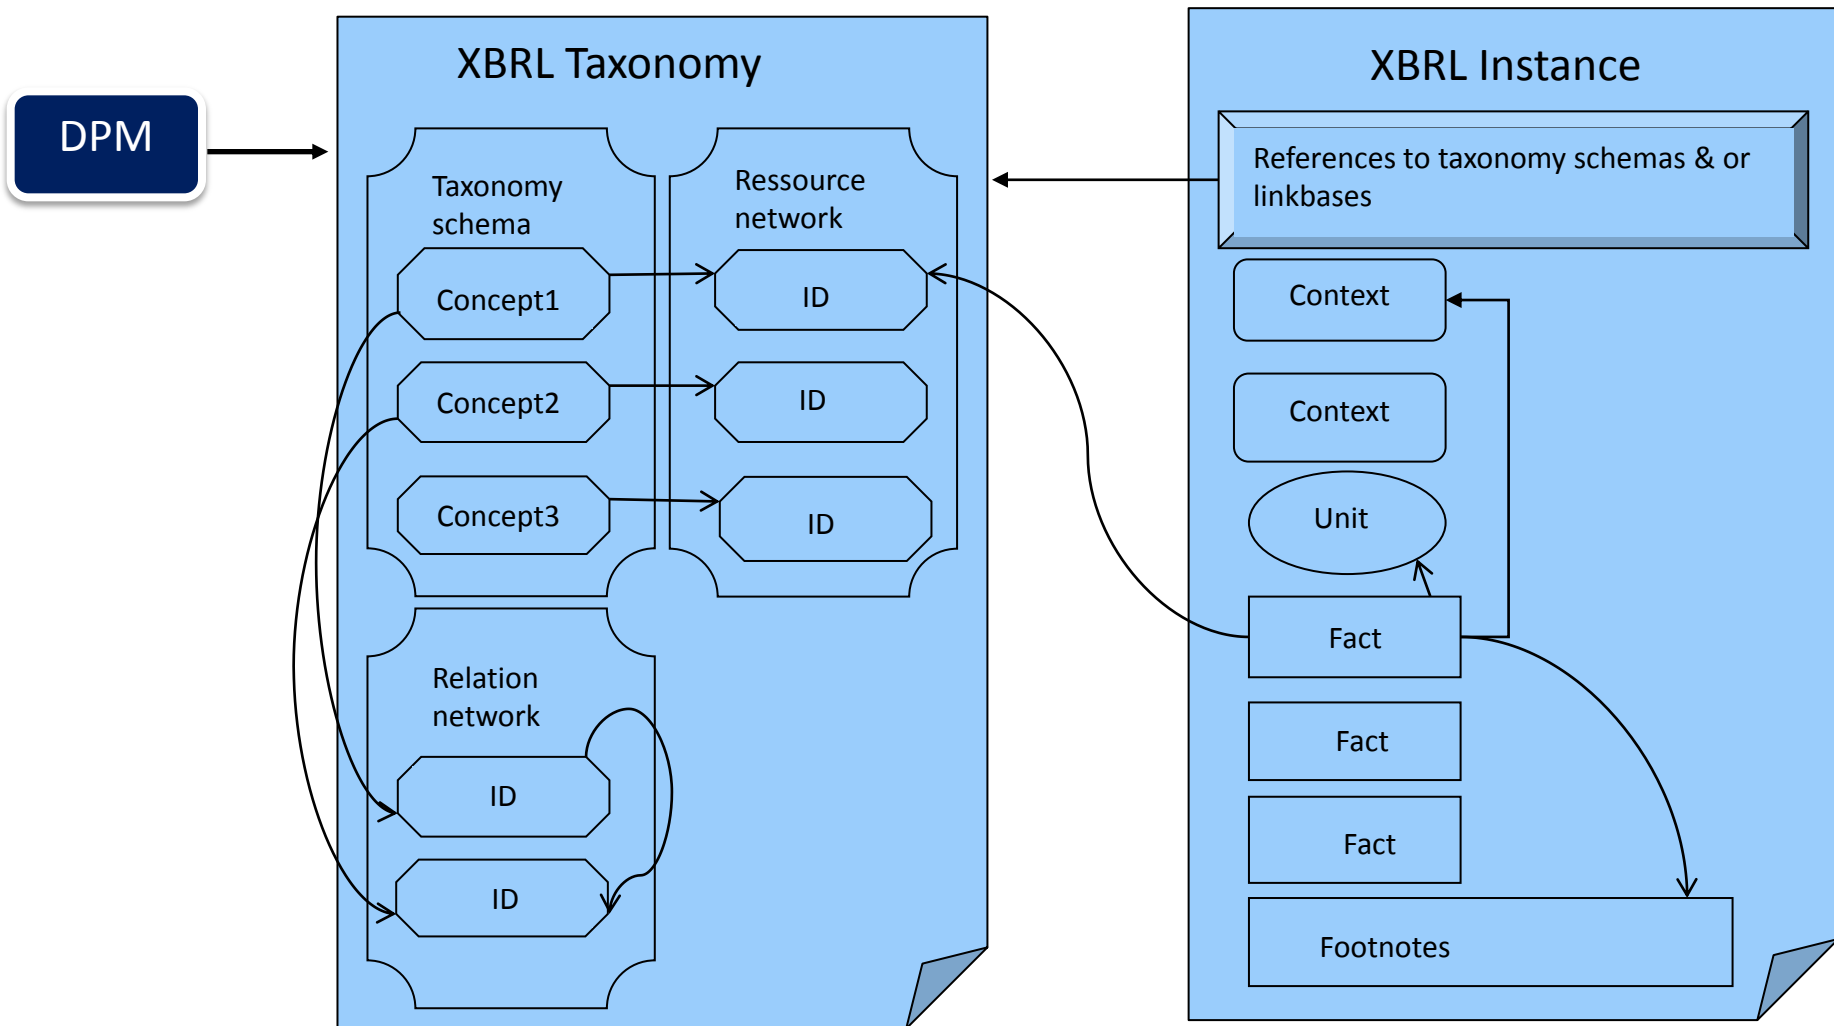 DPM
XBRL Taxonomy
Taxonomy
schema
Concept1
Concept2
Concept3
Ressource
network
ID
ID
ID
Relation
network
ID
ID
XBRL Instance
References to taxonomy schemas & or
linkbases
Context
Context
Unit
Fact
Fact
Fact
Footnotes